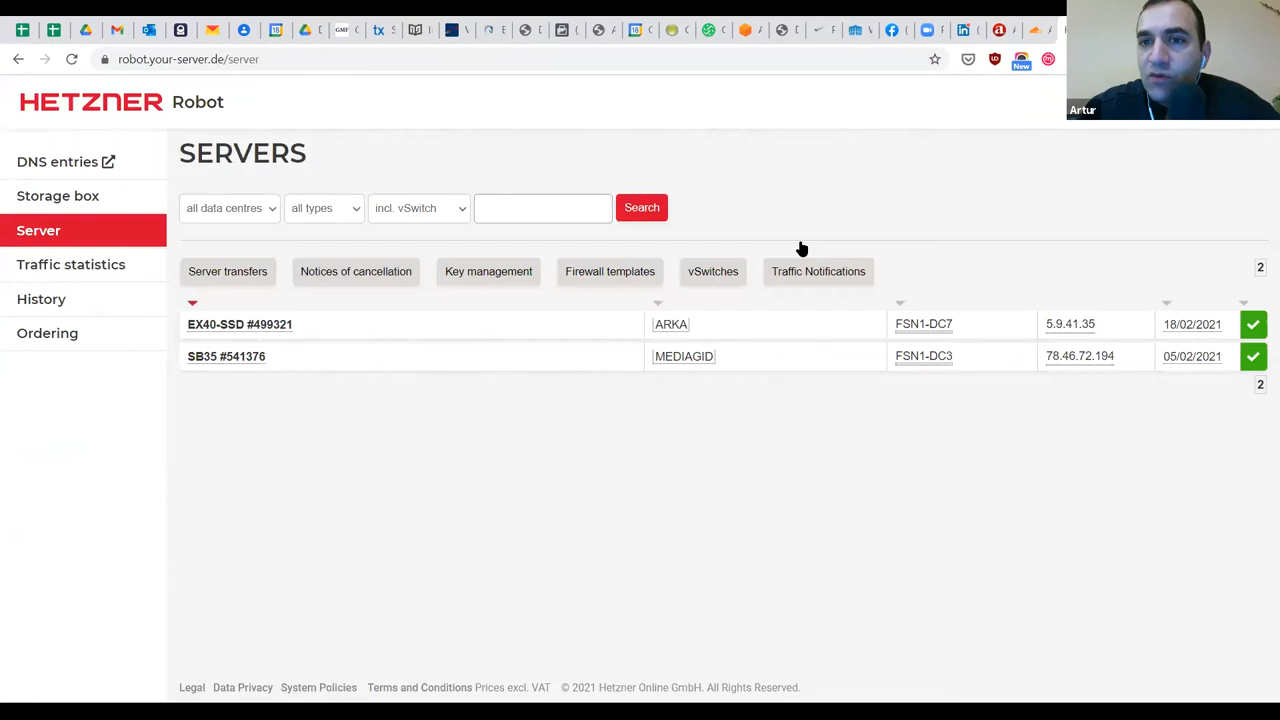 robot.your-server.de/server
New
Artur
HETZNER Robot
DNS entries
Storage box
Server
Traffic statistics
History
Ordering
SERVERS
all data centres
all types
incl. vSwitch
Search
Server transfers
Notices of cancellation
Key management
Firewall templates
vSwitches
Traffic Notifications
2
EX40-SSD #499321 ARKA FSN1-DC7 5.9.41.35 18/02/2021
SB35 #541376 MEDIAGID FSN1-DC3 78.46.72.194 05/02/2021
2
Legal Data Privacy System Policies Terms and Conditions Prices excl. VAT © 2021 Hetzner Online GmbH. All Rights Reserved.